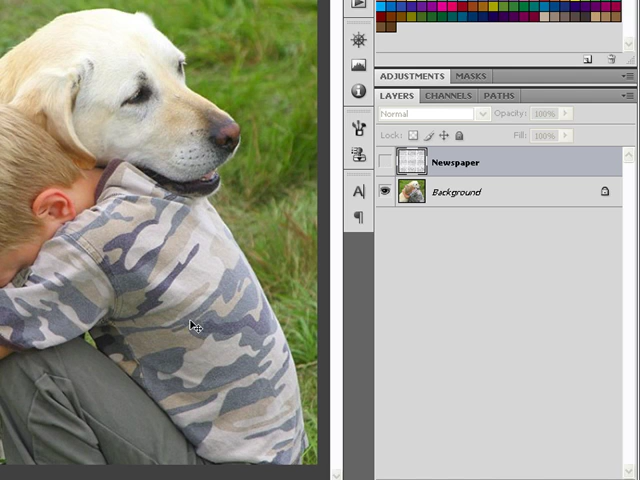 ADJUSTMENTS MASKS
LAYERS CHANNELS PATHS
Normal Opacity: 100%
Lock: Fill: 100%
Newspaper
Background